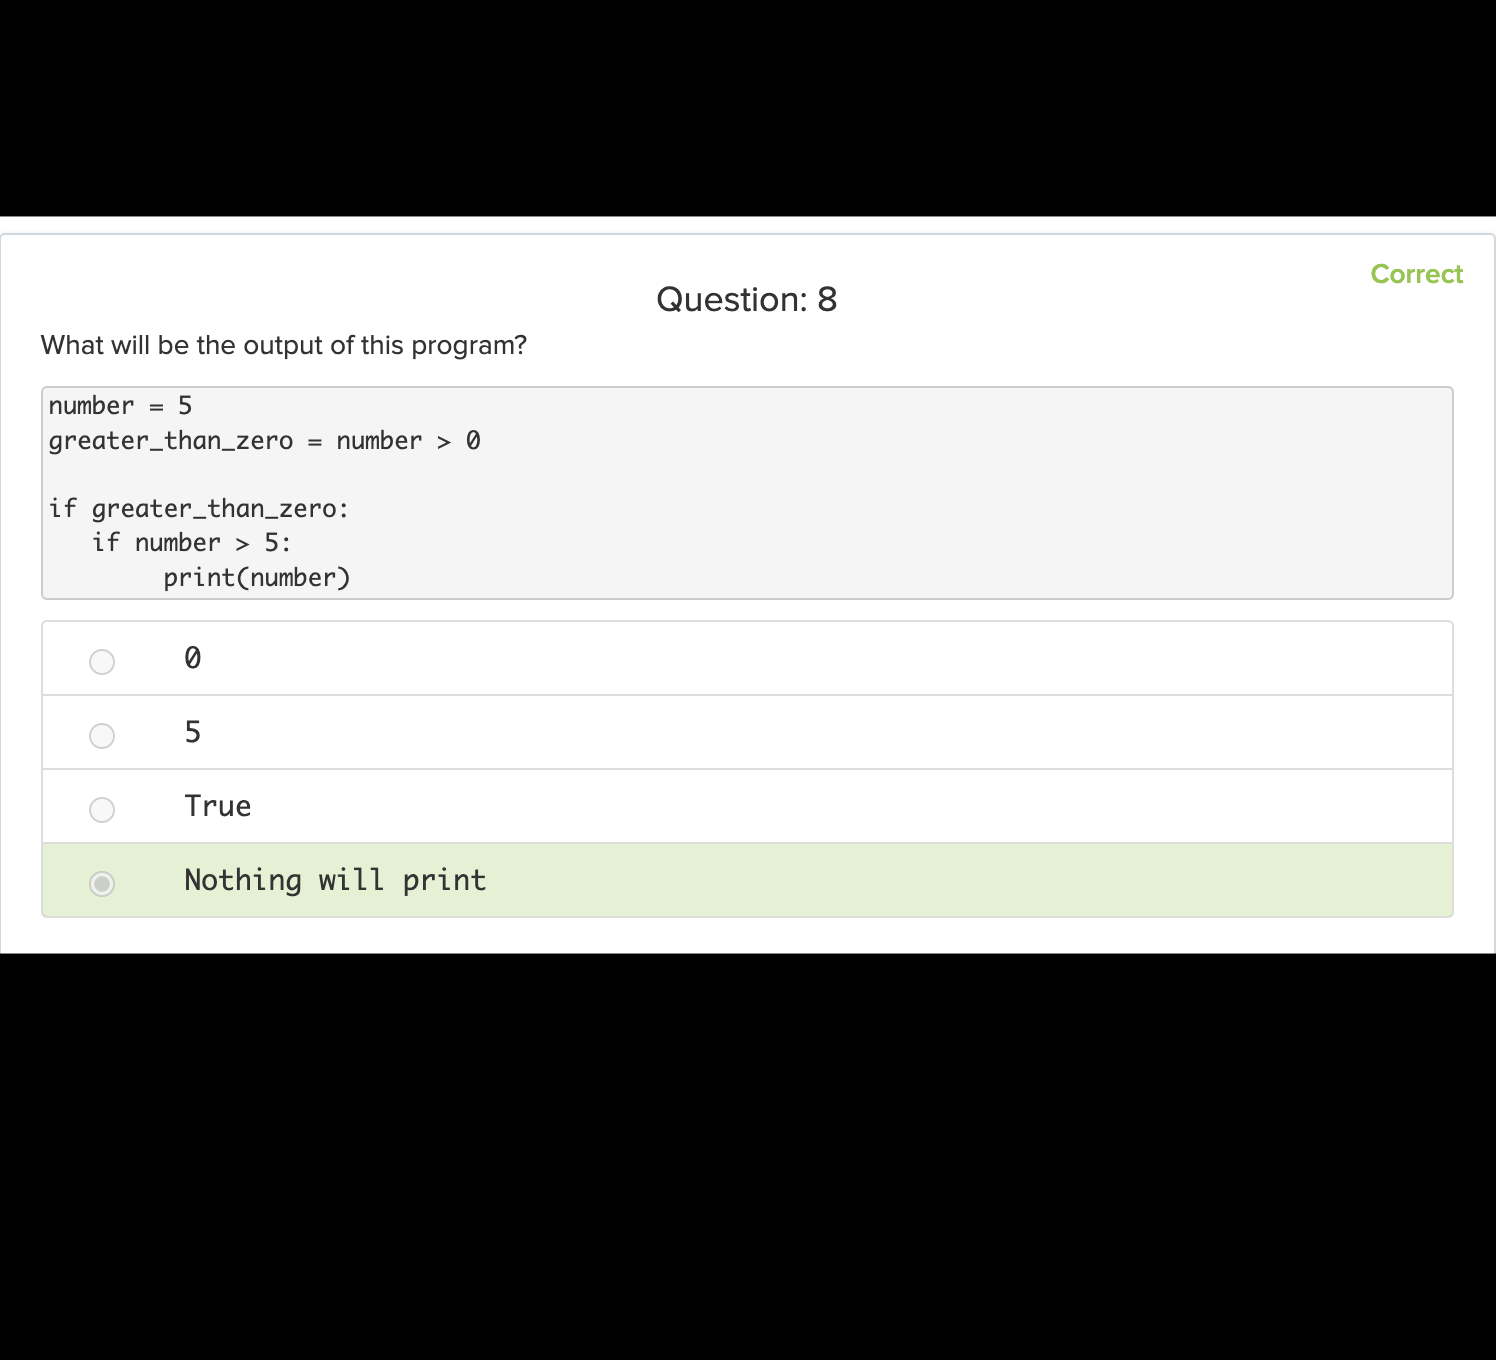 Correct
Question: 8
What will be the output of this program?
number = 5
greater_than_zero = number > 0
if greater_than_zero:
   if number > 5:
        print(number)
0
5
True
Nothing will print